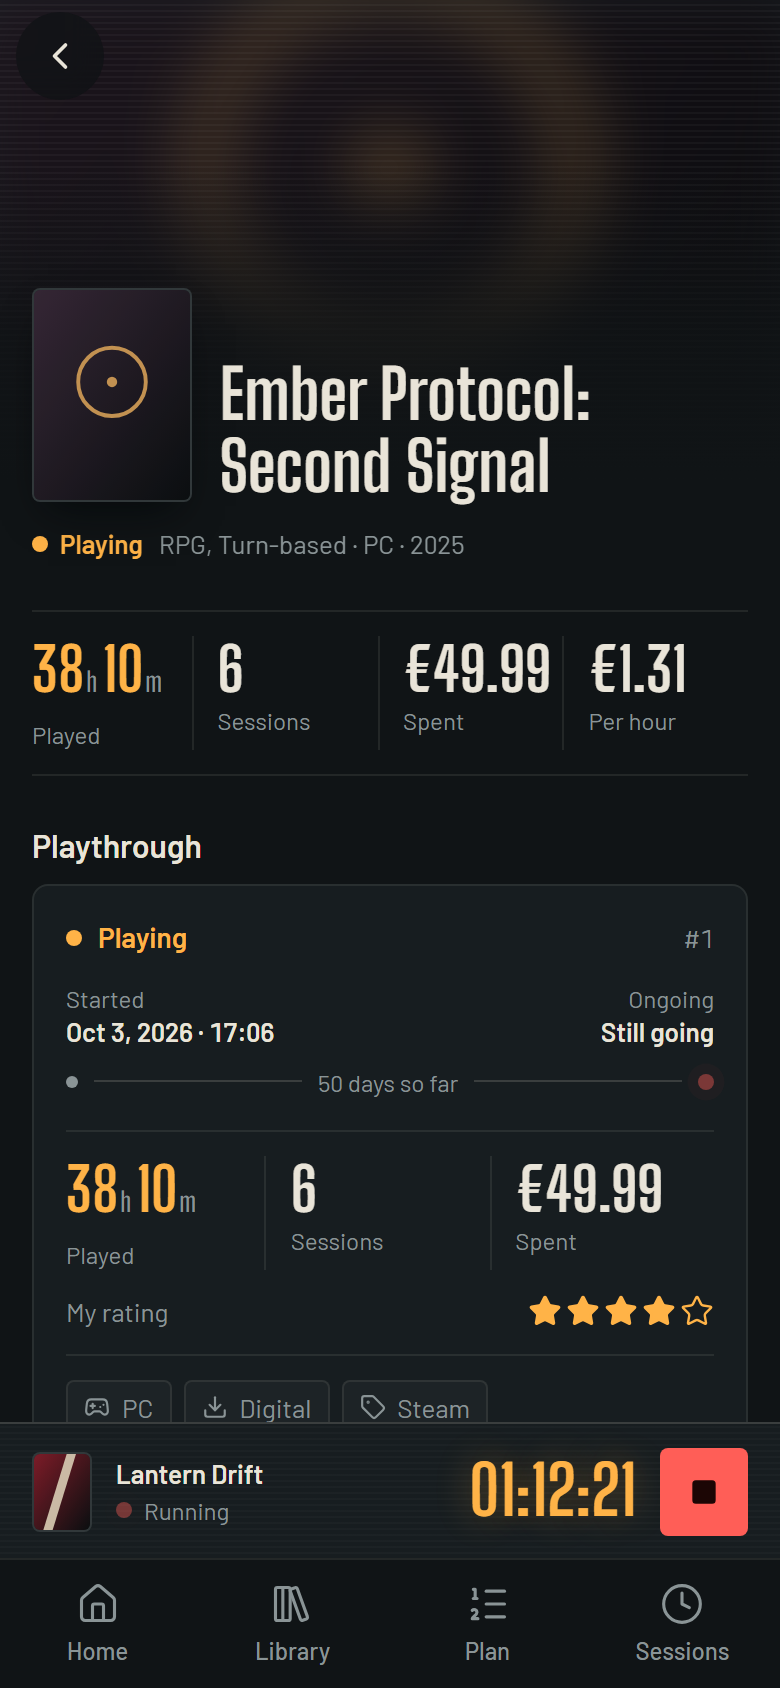 Ember Protocol:
Second Signal
Playing RPG, Turn-based · PC · 2025
38h 10m 6 €49.99 €1.31
Played Sessions Spent Per hour
Playthrough
Playing #1
Started Ongoing
Oct 3, 2026 · 17:06 Still going
50 days so far
38h 10m 6 €49.99
Played Sessions Spent
My rating
PC Digital Steam
Lantern Drift
Running
01:12:21
Home Library Plan Sessions